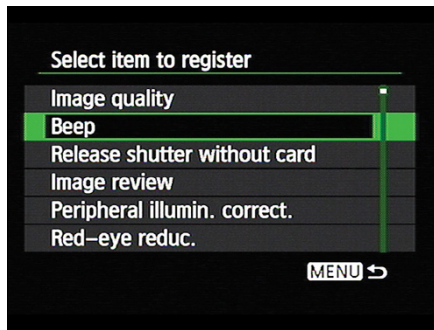 Select item to register
Image quality
Beep
Release shutter without card
Image review
Peripheral illumin. correct.
Red-eye reduc.
MENU